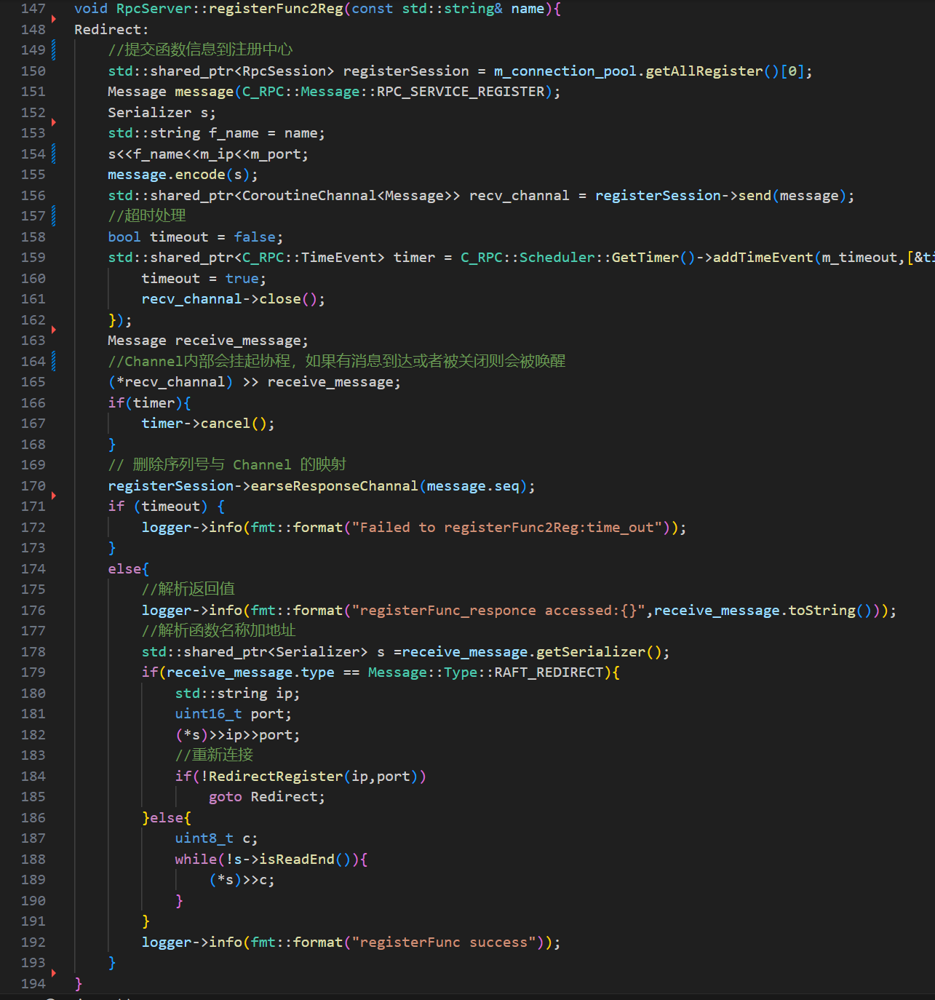 147 void RpcServer::registerFunc2Reg(const std::string& name){
148 Redirect:
149 //提交函数信息到注册中心
150 std::shared_ptr<RpcSession> registerSession = m_connection_pool.getAllRegister()[0];
151 Message message(C_RPC::Message::RPC_SERVICE_REGISTER);
152 Serializer s;
153 std::string f_name = name;
154 s<<f_name<<m_ip<<m_port;
155 message.encode(s);
156 std::shared_ptr<CoroutineChannal<Message>> recv_channal = registerSession->send(message);
157 //超时处理
158 bool timeout = false;
159 std::shared_ptr<C_RPC::TimeEvent> timer = C_RPC::Scheduler::GetTimer()->addTimeEvent(m_timeout,[&ti
160 timeout = true;
161 recv_channal->close();
162 });
163 Message receive_message;
164 //Channel内部会挂起协程，如果有消息到达或者被关闭则会被唤醒
165 (*recv_channal) >> receive_message;
166 if(timer){
167 timer->cancel();
168 }
169 // 删除序列号与 Channel 的映射
170 registerSession->earseResponseChannal(message.seq);
171 if (timeout) {
172 logger->info(fmt::format("Failed to registerFunc2Reg:time_out"));
173 }
174 else{
175 //解析返回值
176 logger->info(fmt::format("registerFunc_responce accessed:{}",receive_message.toString()));
177 //解析函数名称加地址
178 std::shared_ptr<Serializer> s =receive_message.getSerializer();
179 if(receive_message.type == Message::Type::RAFT_REDIRECT){
180 std::string ip;
181 uint16_t port;
182 (*s)>>ip>>port;
183 //重新连接
184 if(!RedirectRegister(ip,port))
185 goto Redirect;
186 }else{
187 uint8_t c;
188 while(!s->isReadEnd()){
189 (*s)>>c;
190 }
191 }
192 logger->info(fmt::format("registerFunc success"));
193 }
194 }